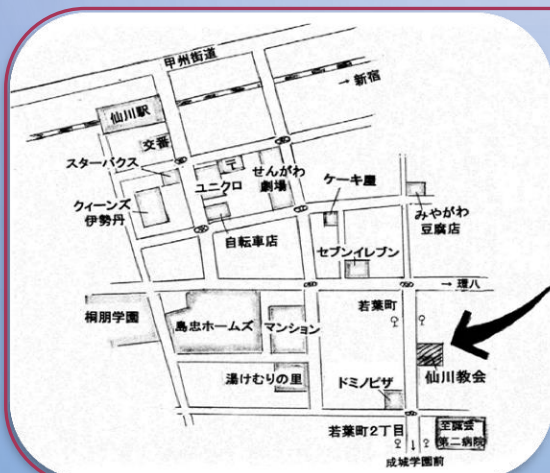 甲州街道
→ 新宿
仙川駅
交番
スターバクス
〒
ユニクロ
せんがわ
劇場
ケーキ屋
クィーンズ
伊勢丹
みやがわ
豆腐店
自転車店
セブンイレブン
→ 環八
桐朋学園
島忠ホームズ
マンション
若葉町
仙川教会
湯けむりの里
ドミノピザ
若葉町2丁目
至誠会
第二病院
成城学園前